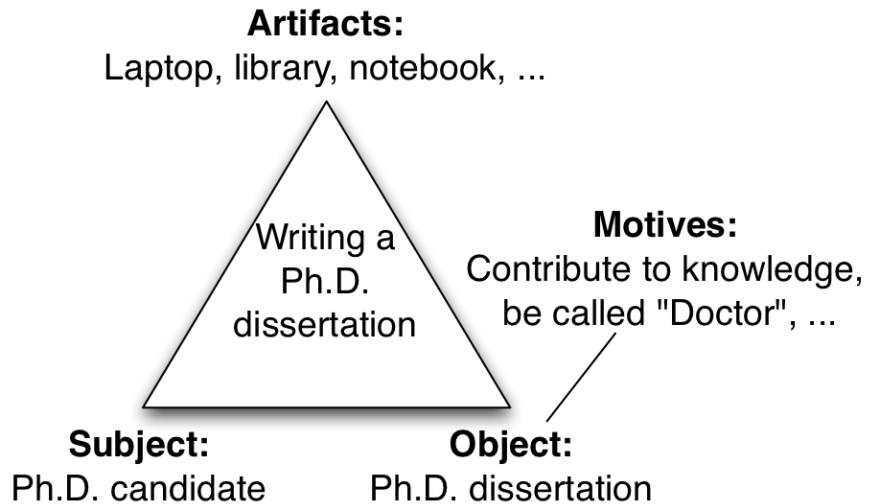 Artifacts:
Laptop, library, notebook, ...
Writing a
Ph.D.
dissertation
Motives:
Contribute to knowledge,
be called "Doctor", ...
Subject:
Ph.D. candidate
Object:
Ph.D. dissertation